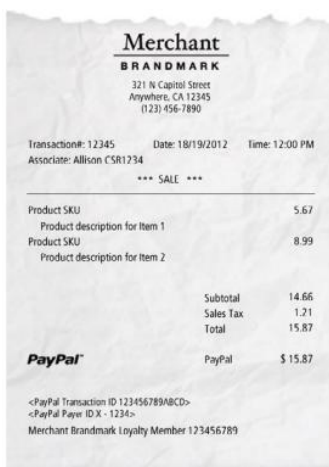 Merchant
BRANDMARK
321 N Capitol Street
Anywhere, CA 12345
(123) 456-7890
Transaction#: 12345 Date: 18/19/2012 Time: 12:00 PM
Associate: Allison CSR1234
*** SALE ***
Product SKU 5.67
Product description for Item 1
Product SKU 8.99
Product description for Item 2
Subtotal 14.66
Sales Tax 1.21
Total 15.87
PayPal™ PayPal $ 15.87
<PayPal Transaction ID 123456789ABCD>
<PayPal Payer ID X - 1234>
Merchant Brandmark Loyalty Member 123456789